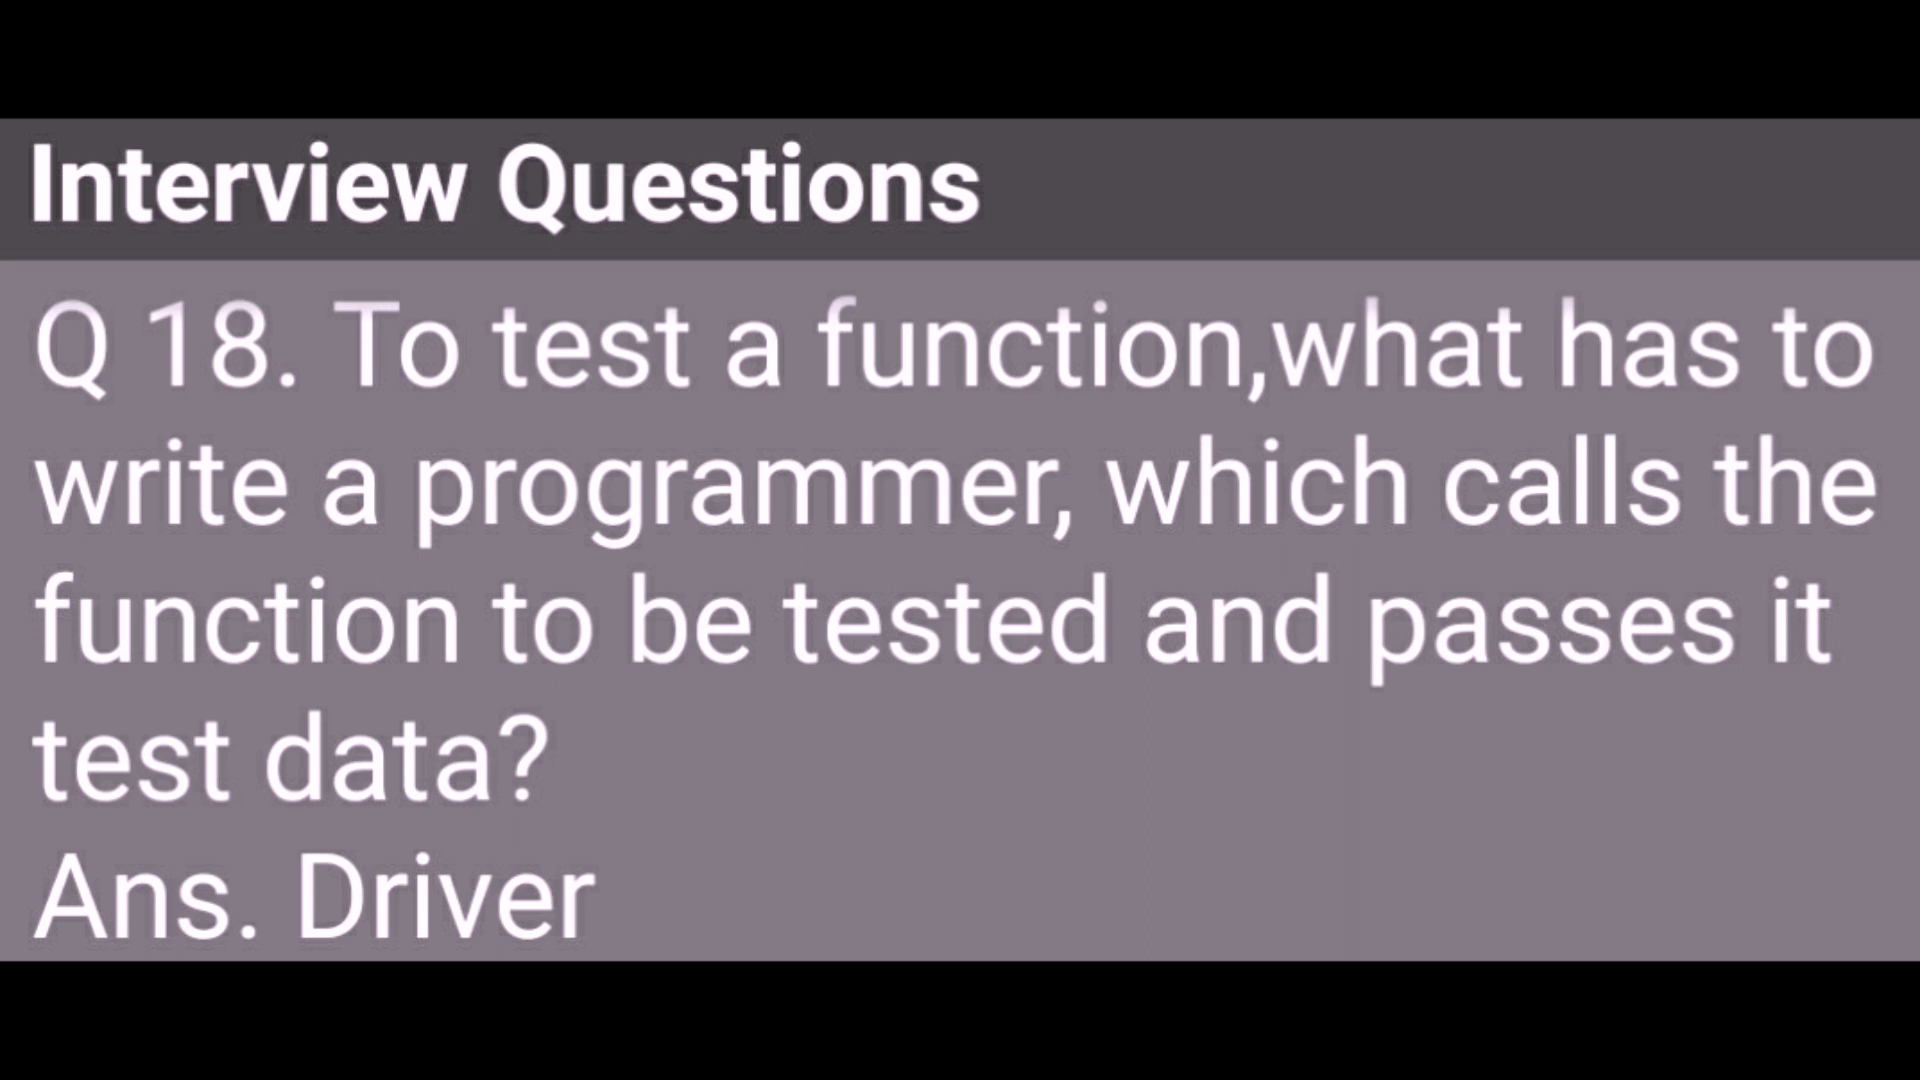 Interview Questions
Q 18. To test a function,what has to
write a programmer, which calls the
function to be tested and passes it
test data?
Ans. Driver